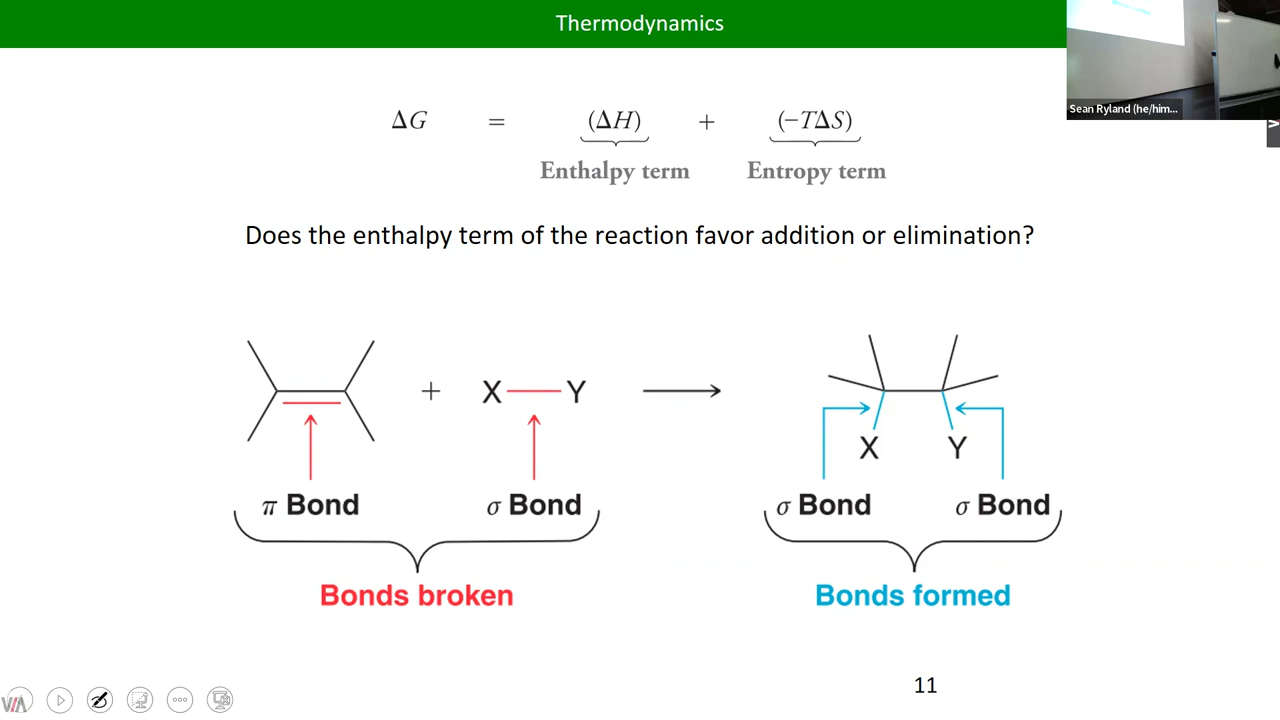 Thermodynamics
Sean Ryland (he/him...
ΔG = (ΔH) + (−TΔS)
Enthalpy term Entropy term
Does the enthalpy term of the reaction favor addition or elimination?
+ X Y
X Y
π Bond σ Bond σ Bond σ Bond
Bonds broken Bonds formed
11